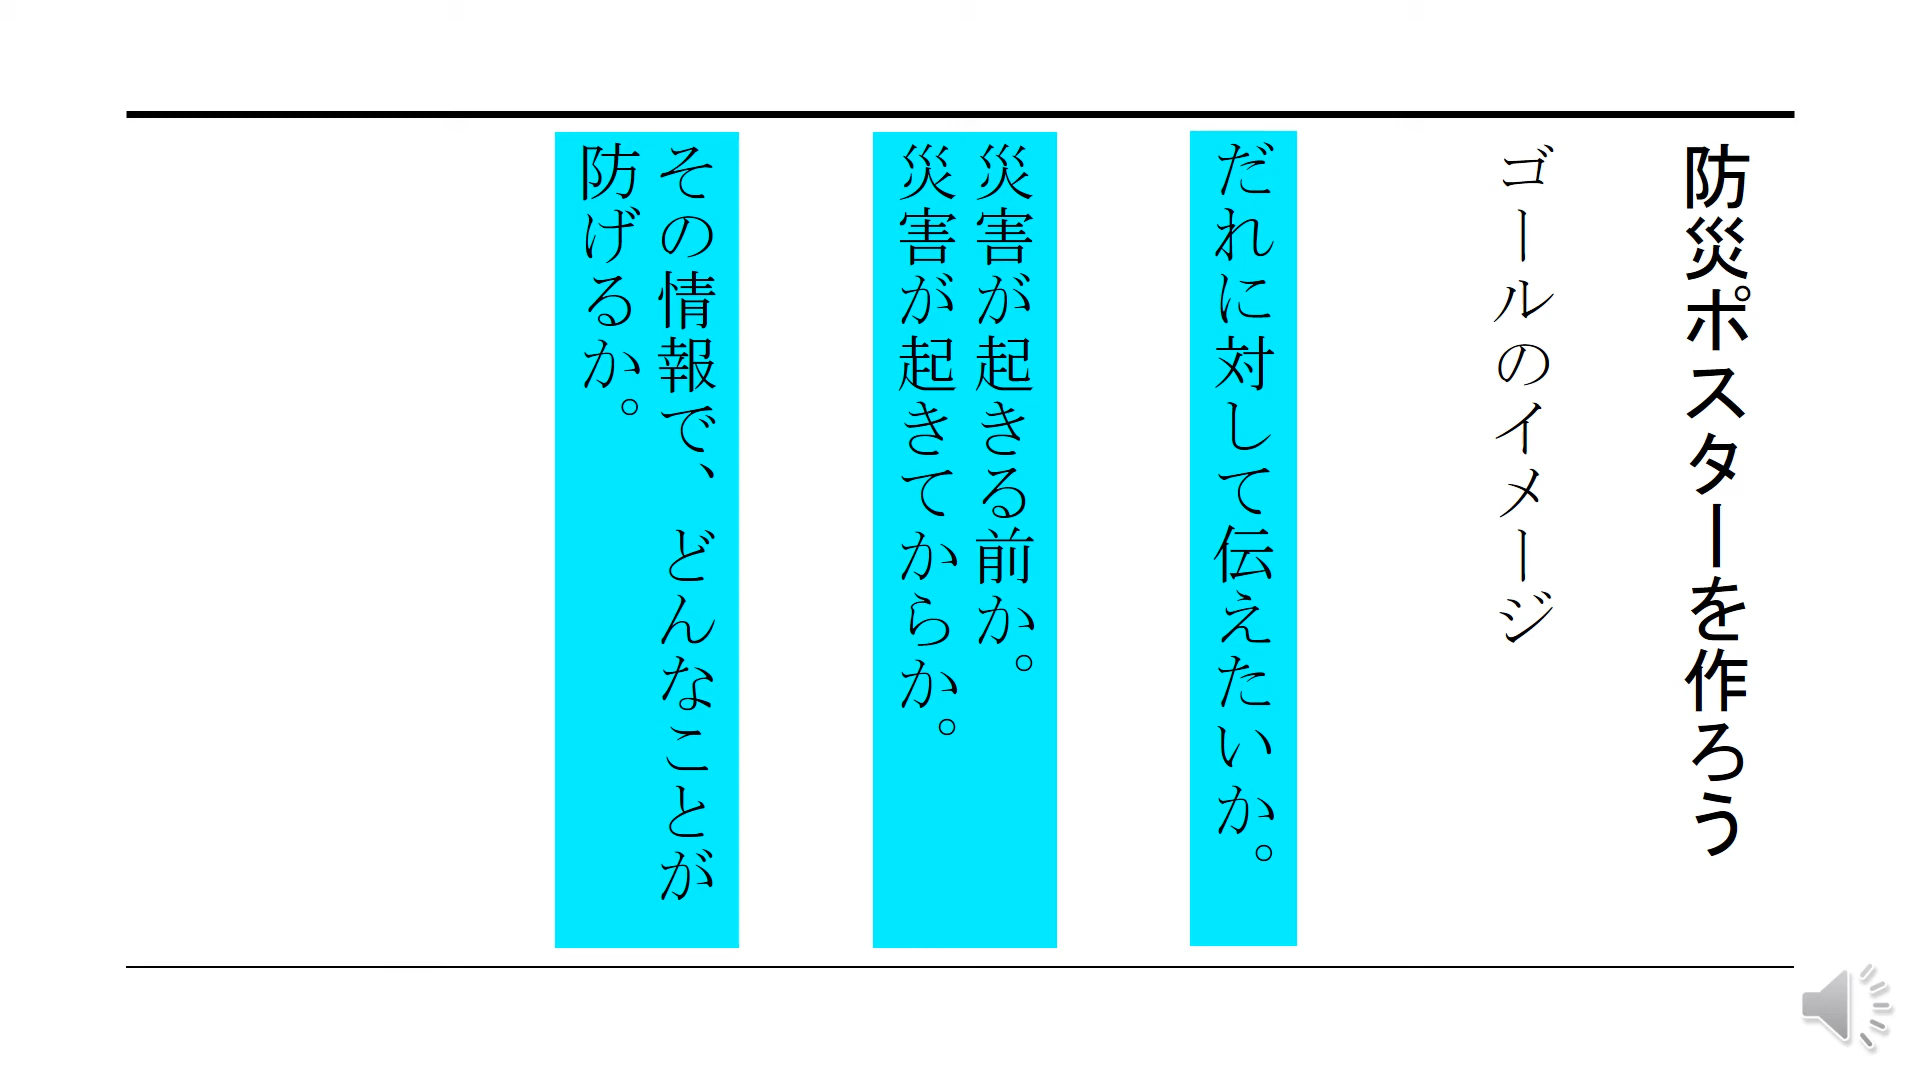 防災ポスターを作ろう
ゴールのイメージ
だれに対して伝えたいか。
災害が起きる前か。
災害が起きてからか。
その情報で、どんなことが
防げるか。